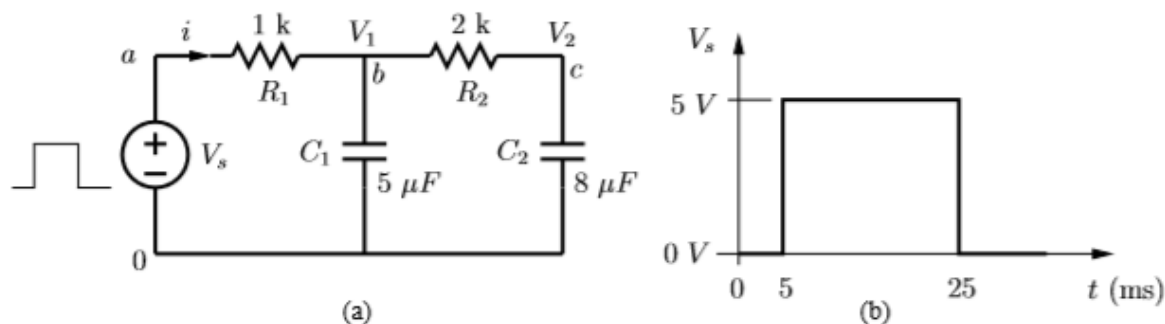 1 k V₁ 2 k V₂ Vₛ
a i b c
R₁ R₂
5 V
Vₛ C₁ C₂
5 μF 8 μF
0 0 V
0 5 25 t (ms)
(a) (b)